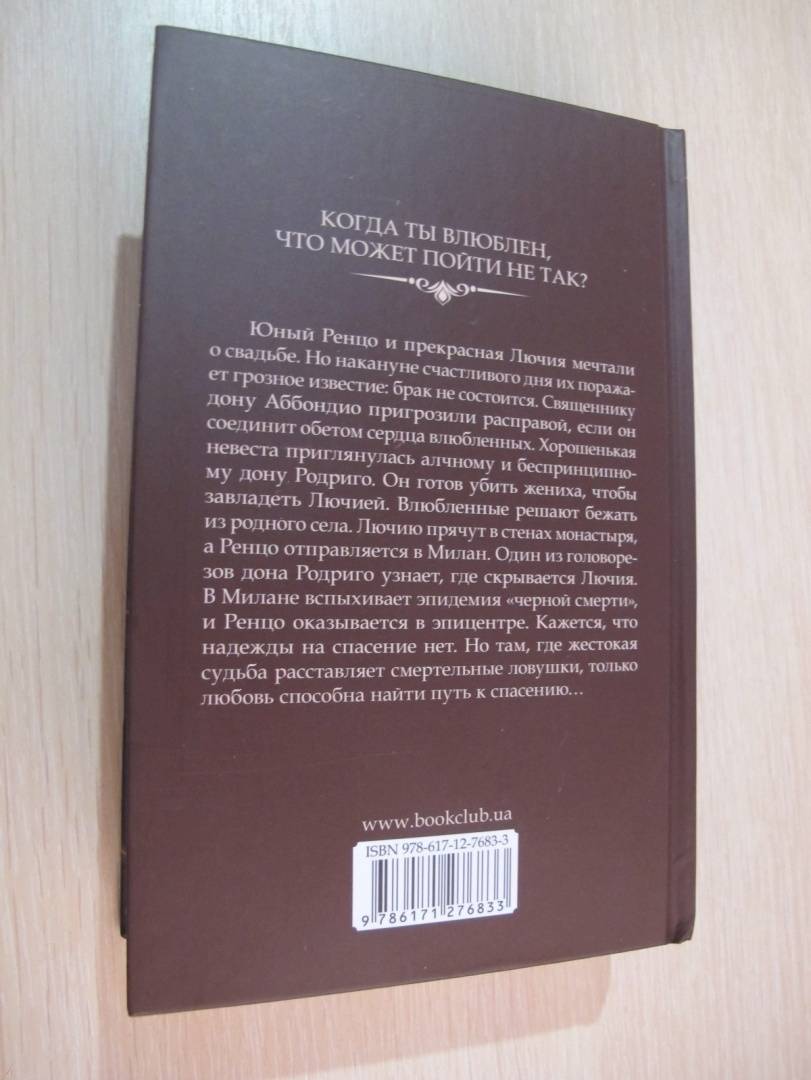 КОГДА ТЫ ВЛЮБЛЕН,
ЧТО МОЖЕТ ПОЙТИ НЕ ТАК?
Юный Ренцо и прекрасная Лючия мечтали
о свадьбе. Но накануне счастливого дня их поража-
ет грозное известие: брак не состоится. Священнику
дону Аббондио пригрозили расправой, если он
соединит обетом сердца влюбленных. Хорошенькая
невеста приглянулась алчному и беспринципно-
му дону Родриго. Он готов убить жениха, чтобы
завладеть Лючией. Влюбленные решают бежать
из родного села. Лючию прячут в стенах монастыря,
а Ренцо отправляется в Милан. Один из головоре-
зов дона Родриго узнает, где скрывается Лючия.
В Милане вспыхивает эпидемия «черной смерти»,
и Ренцо оказывается в эпицентре. Кажется, что
надежды на спасение нет. Но там, где жестокая
судьба расставляет смертельные ловушки, только
любовь способна найти путь к спасению...
www.bookclub.ua
ISBN 978-617-12-7683-3
9 786171 276833